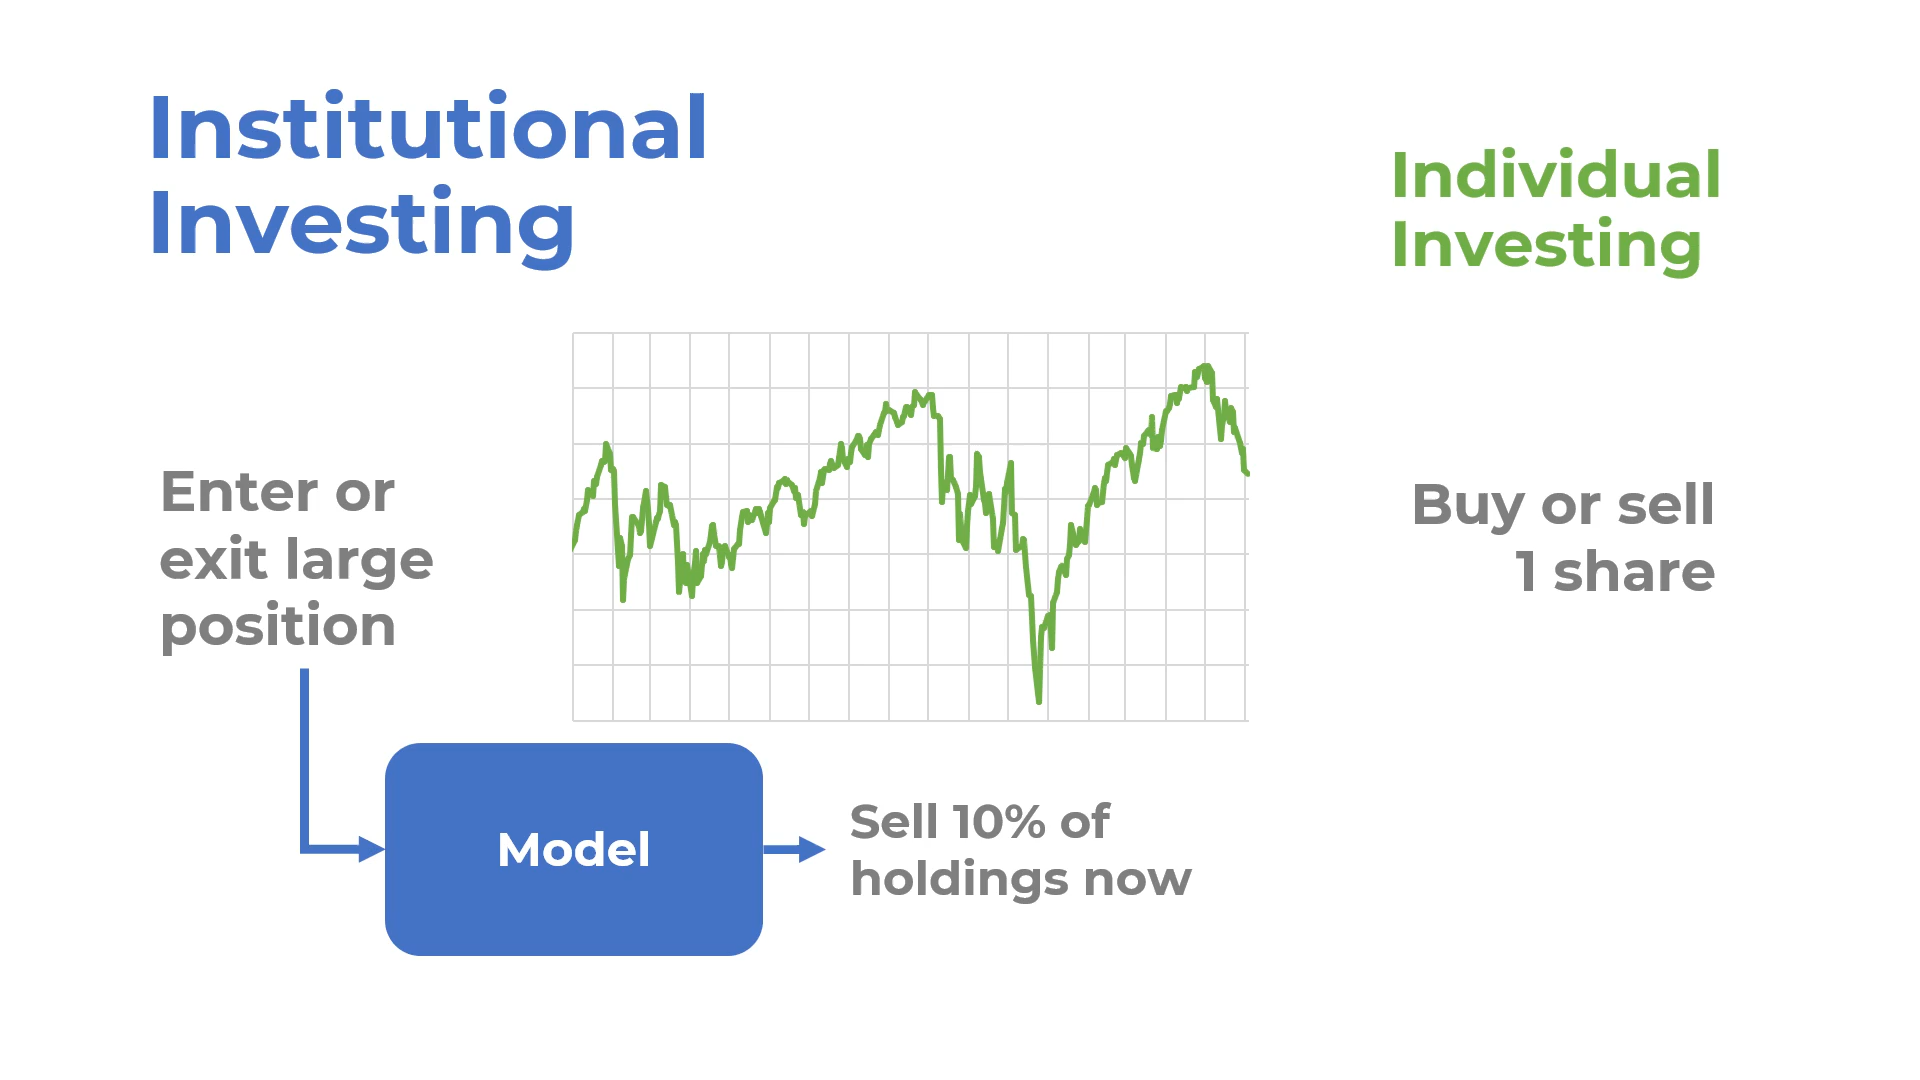 Institutional
Investing
Individual
Investing
Enter or
exit large
position
Buy or sell
1 share
Model
Sell 10% of
holdings now